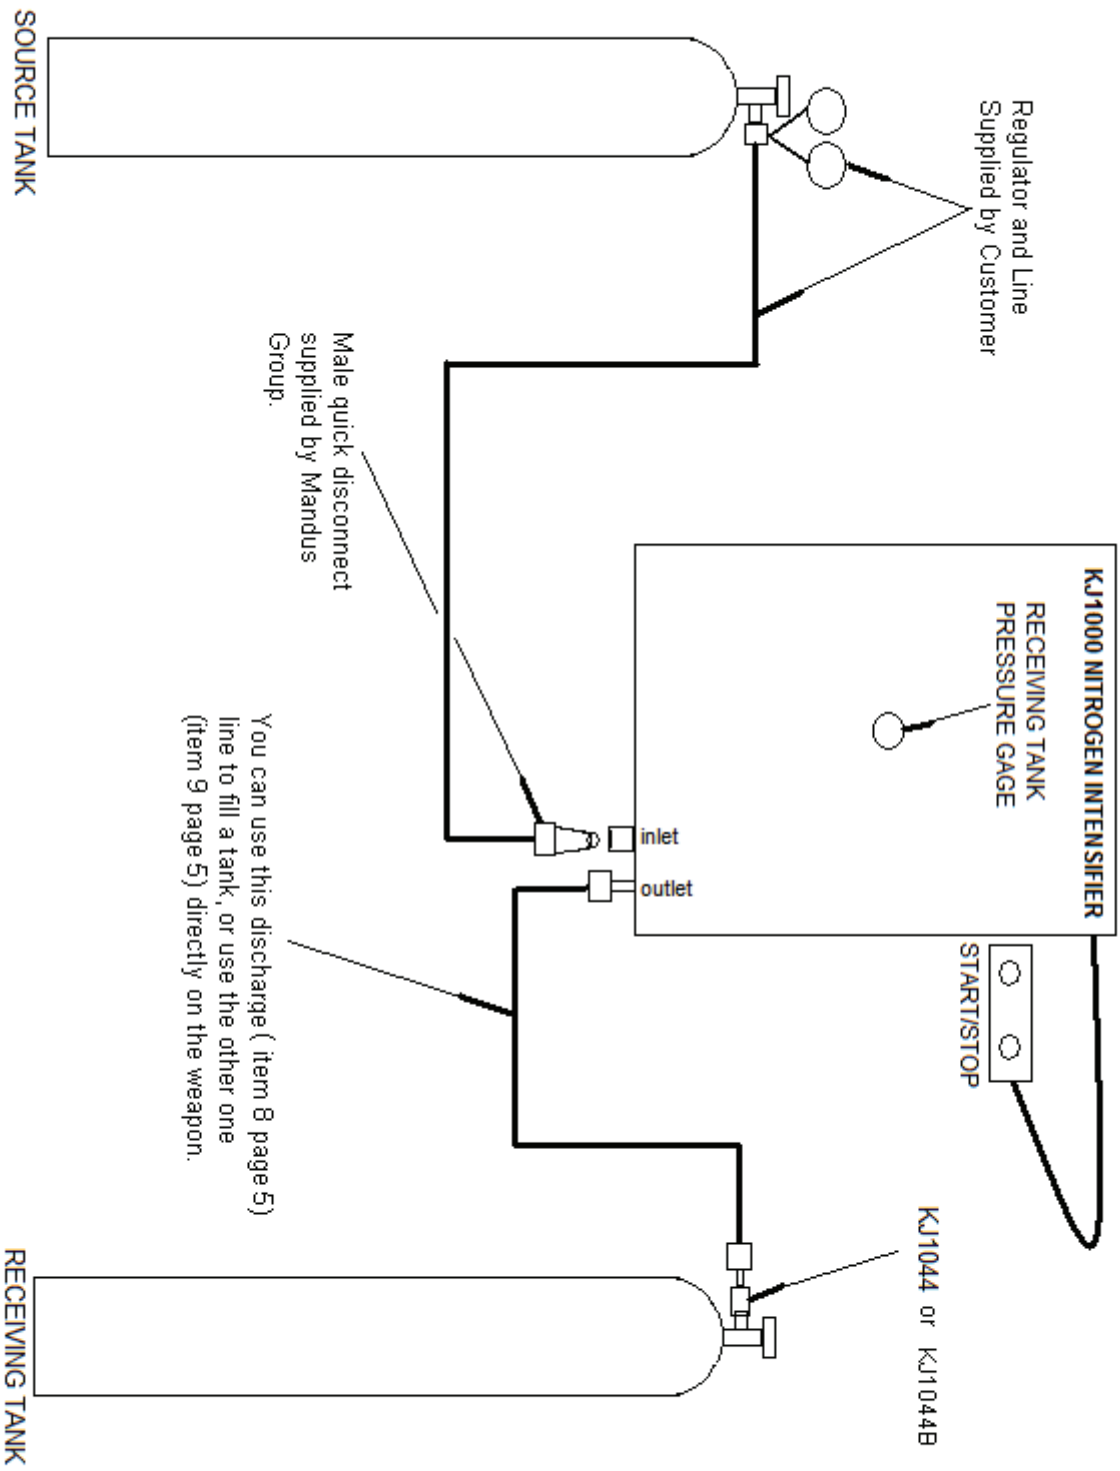 KJ1000 NITROGEN INTENSIFIER
RECEIVING TANK
PRESSURE GAGE
Regulator and Line
Supplied by Customer
START/STOP
KJ1044 or KJ1044B
inlet
outlet
Male quick disconnect
supplied by Mandus
Group.
You can use this discharge ( item 8 page 5)
line to fill a tank, or use the other one
(item 9 page 5) directly on the weapon.
SOURCE TANK
RECEIVING TANK